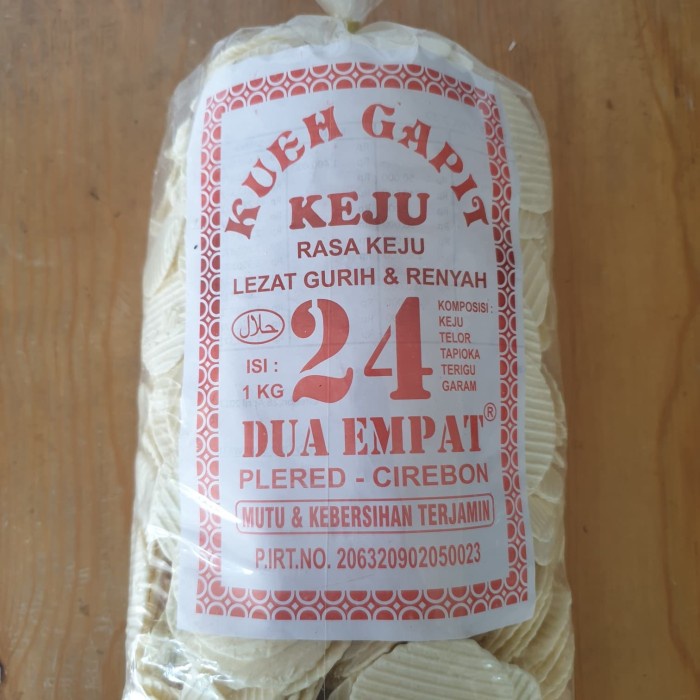 KUEH GAPIT
KEJU
RASA KEJU
LEZAT GURIH & RENYAH
حلال
ISI :
1 KG
24
KOMPOSISI :
KEJU
TELOR
TAPIOKA
TERIGU
GARAM
DUA EMPAT®
PLERED - CIREBON
MUTU & KEBERSIHAN TERJAMIN
P.IRT.NO. 206320902050023